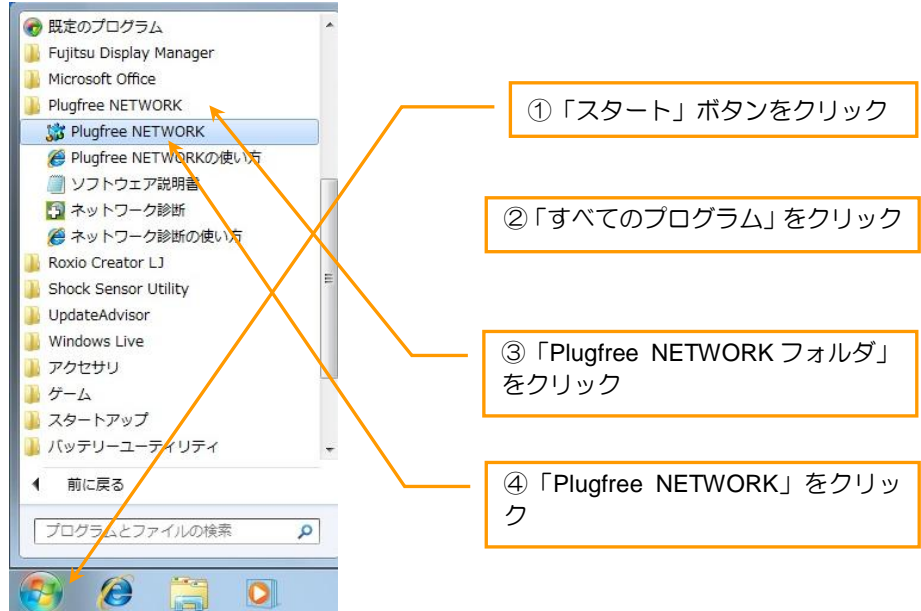 既定のプログラム
Fujitsu Display Manager
Microsoft Office
Plugfree NETWORK
Plugfree NETWORK
Plugfree NETWORKの使い方
ソフトウェア説明書
ネットワーク診断
ネットワーク診断の使い方
Roxio Creator LJ
Shock Sensor Utility
UpdateAdvisor
Windows Live
アクセサリ
ゲーム
スタートアップ
バッテリーユーティリティ
前に戻る
プログラムとファイルの検索
①「スタート」ボタンをクリック
②「すべてのプログラム」をクリック
③「Plugfree NETWORK フォルダ」
をクリック
④「Plugfree NETWORK」をクリッ
ク